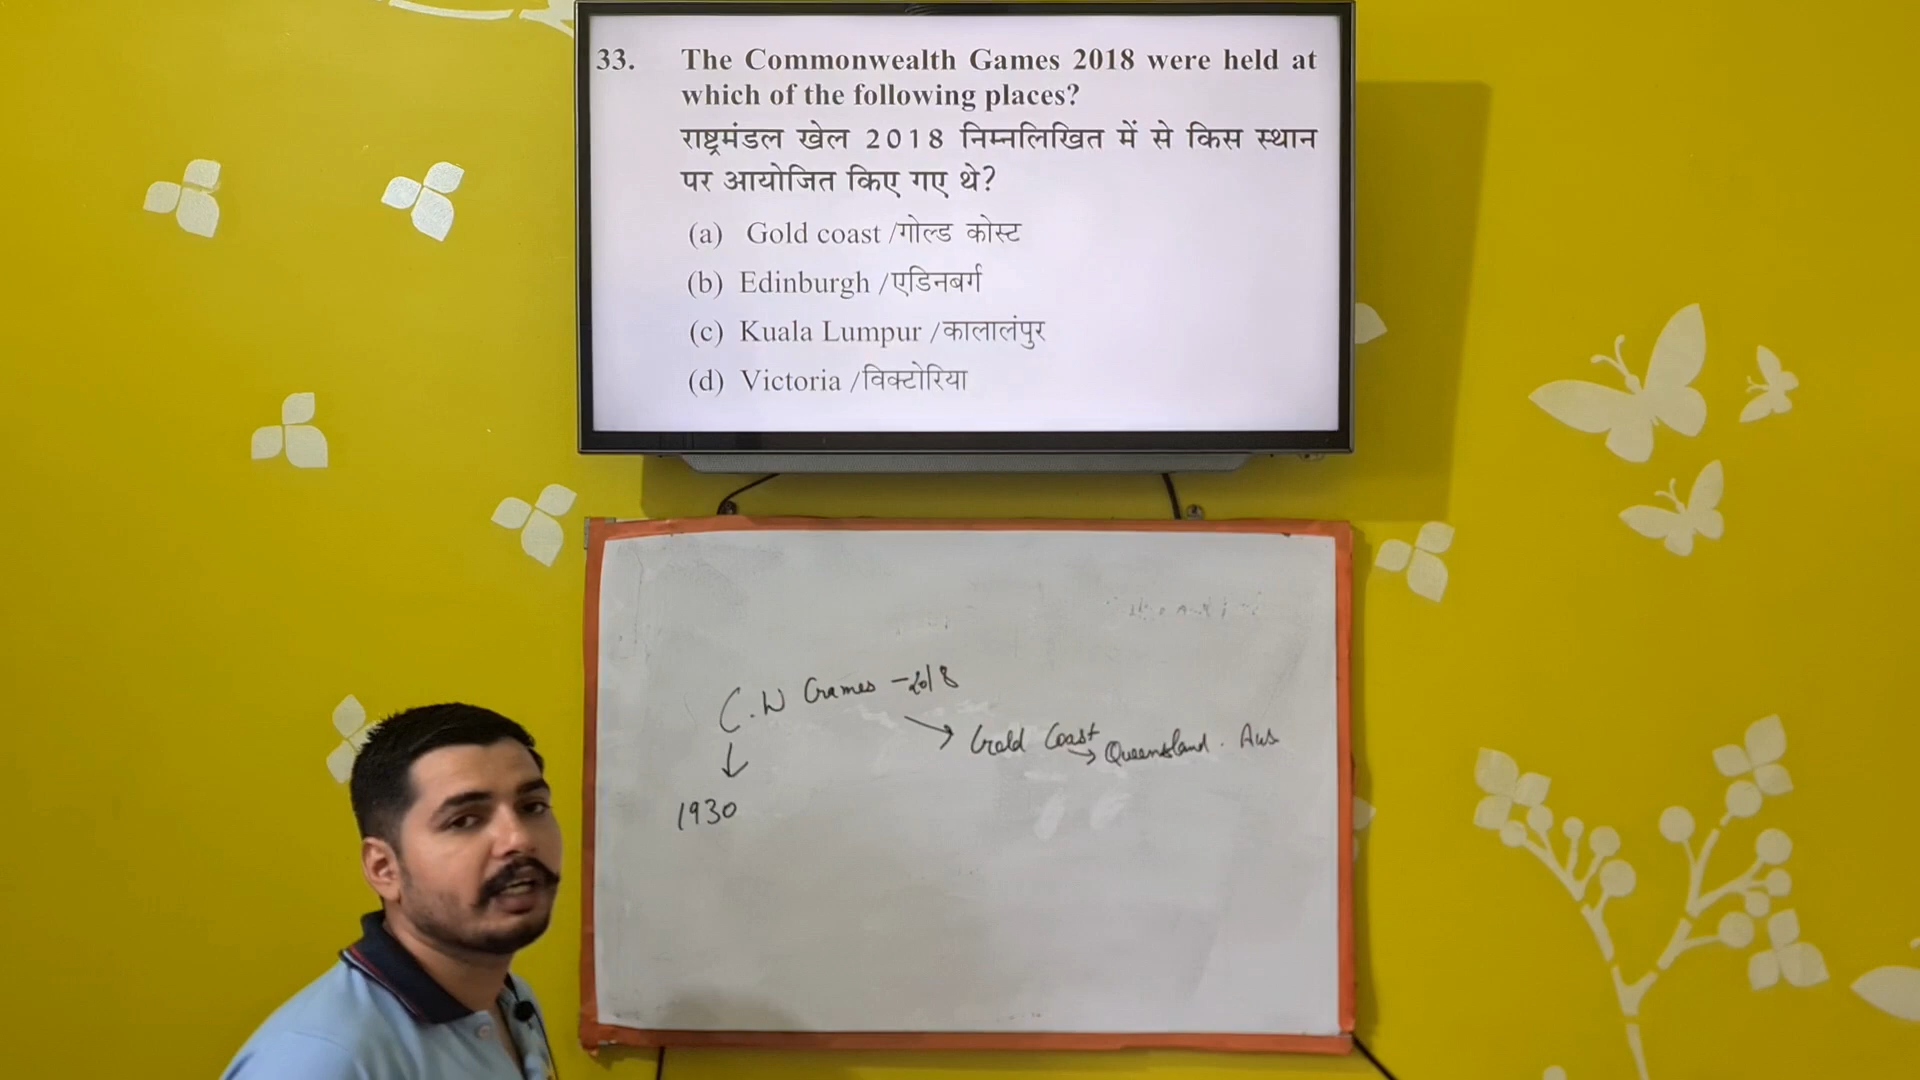 33. The Commonwealth Games 2018 were held at
which of the following places?
राष्ट्रमंडल खेल 2018 निम्नलिखित में से किस स्थान
पर आयोजित किए गए थे?
(a) Gold coast /गोल्ड कोस्ट
(b) Edinburgh /एडिनबर्ग
(c) Kuala Lumpur /कालालंपुर
(d) Victoria /विक्टोरिया
C.W Games - 2018
Gold Coast → Queensland. Aus
1930